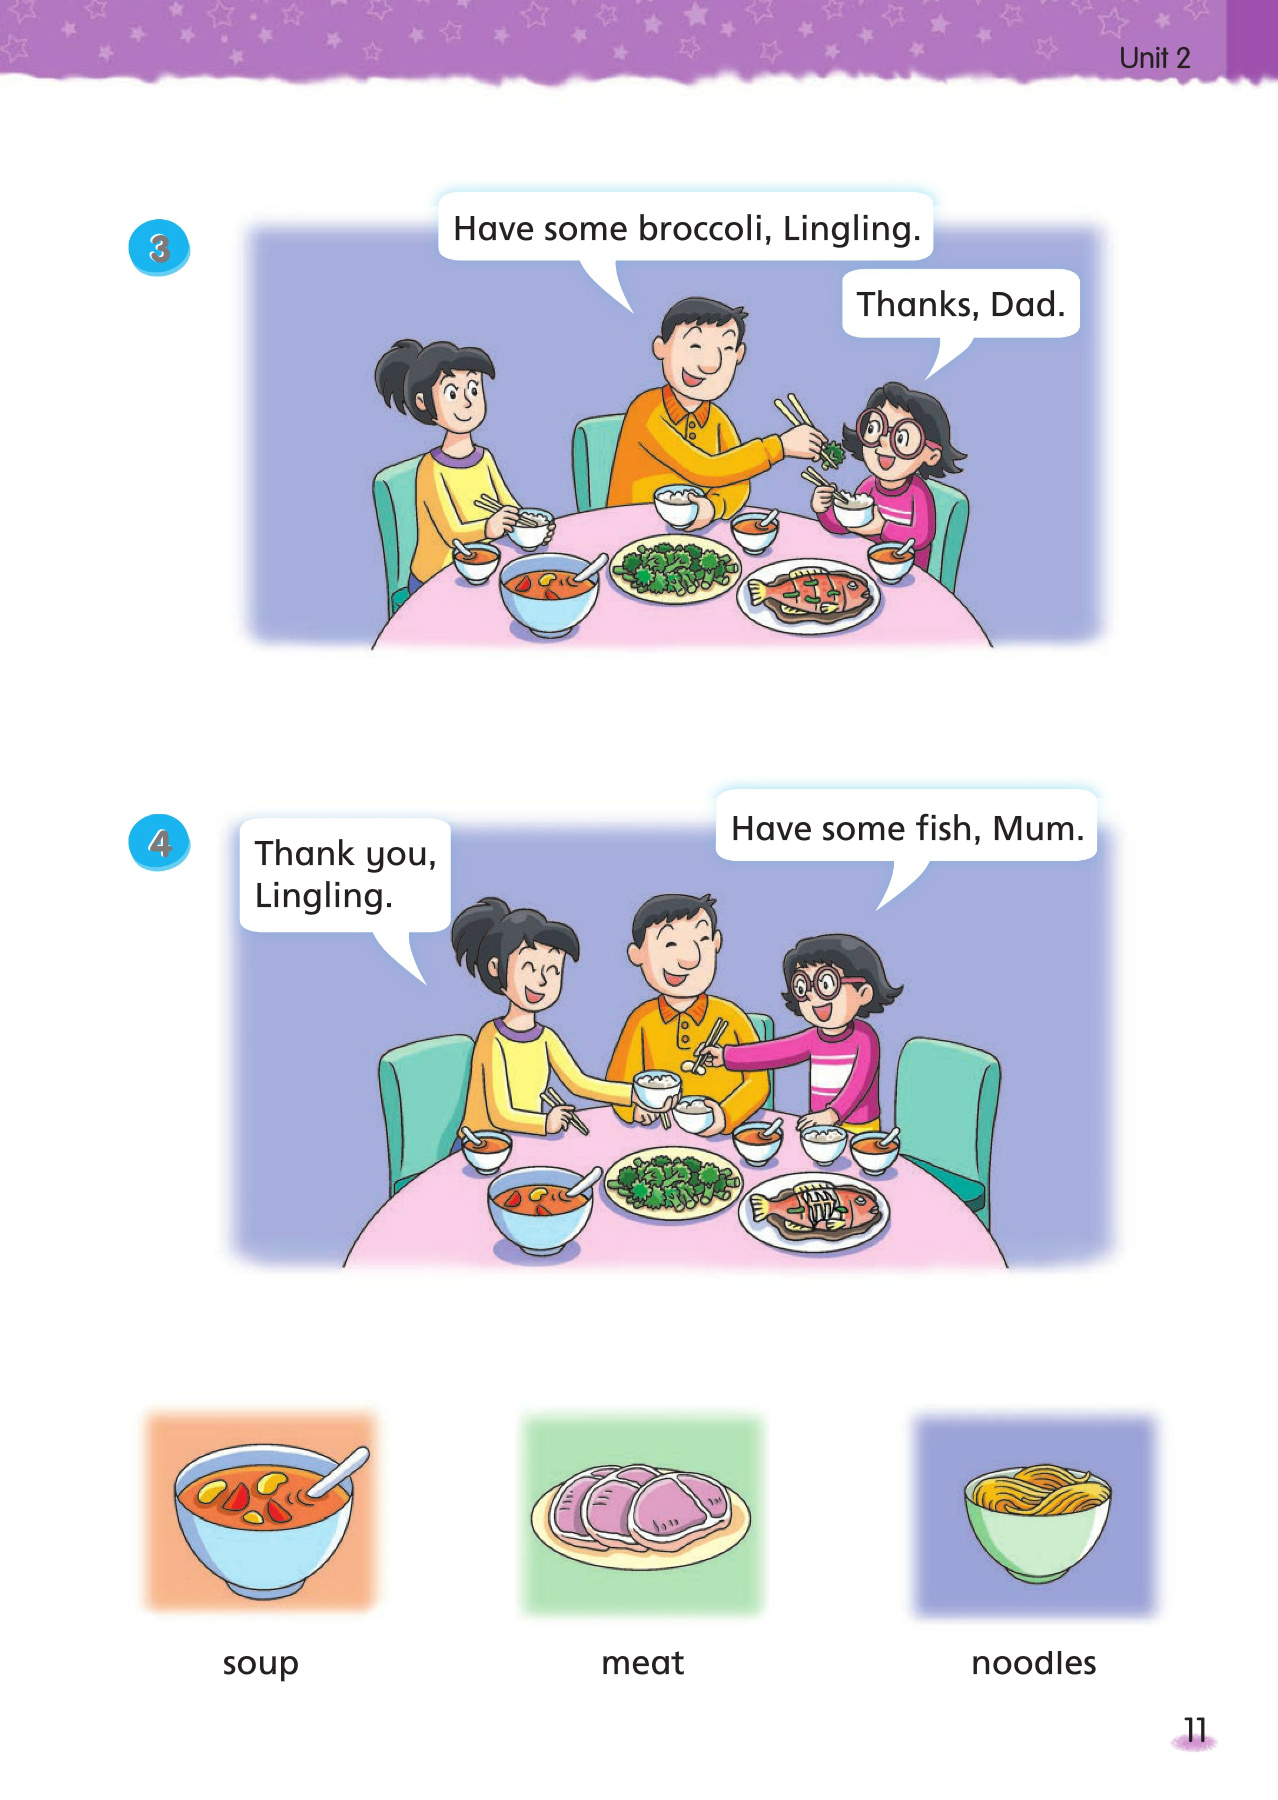 Unit 2
3
Have some broccoli, Lingling.
Thanks, Dad.
4
Thank you,
Lingling.
Have some fish, Mum.
soup
meat
noodles
11